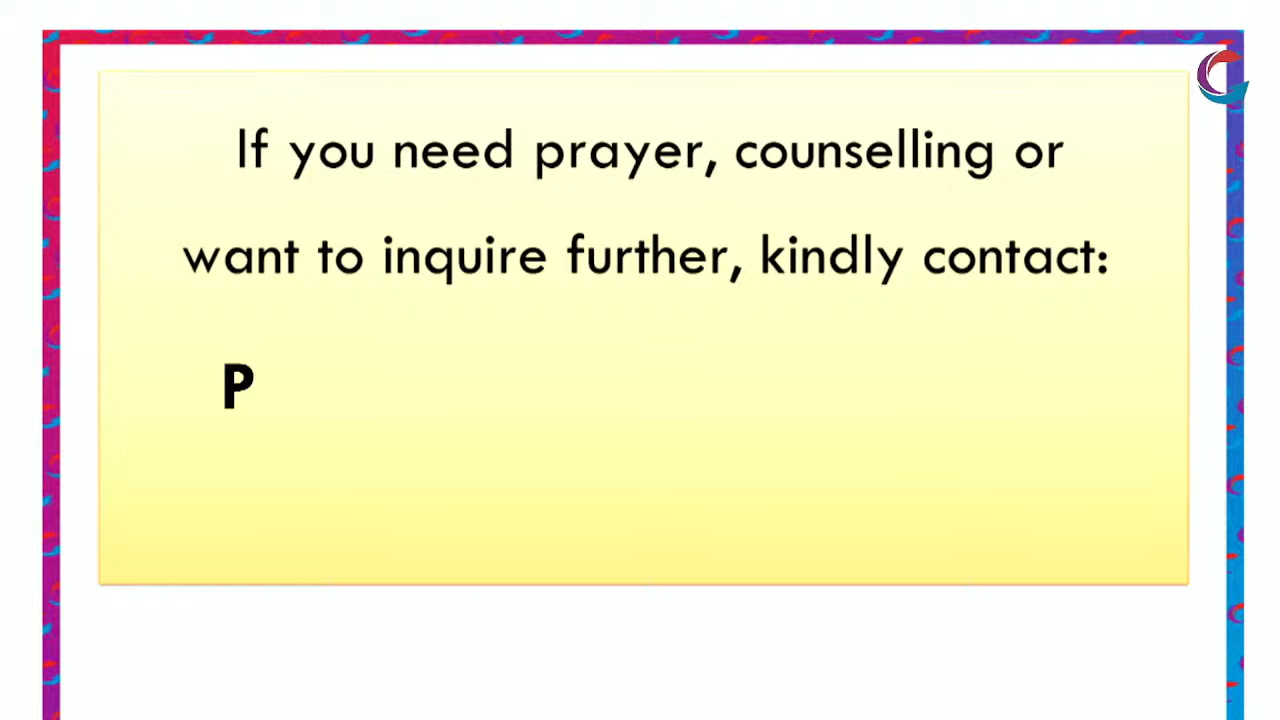 If you need prayer, counselling or
want to inquire further, kindly contact:
P